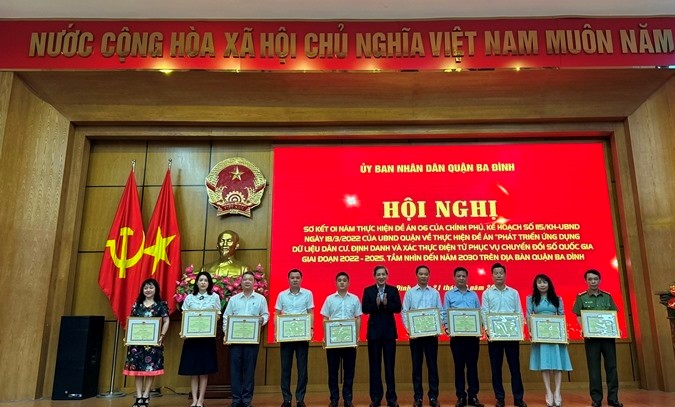 NƯỚC CỘNG HÒA XÃ HỘI CHỦ NGHĨA VIỆT NAM MUÔN NĂM
ỦY BAN NHÂN DÂN QUẬN BA ĐÌNH
HỘI NGHỊ
SƠ KẾT 01 NĂM THỰC HIỆN ĐỀ ÁN 06 CỦA CHÍNH PHỦ, KẾ HOẠCH SỐ 115/KH-UBND
NGÀY 18/3/2022 CỦA UBND QUẬN VỀ THỰC HIỆN ĐỀ ÁN "PHÁT TRIỂN ỨNG DỤNG
DỮ LIỆU DÂN CƯ, ĐỊNH DANH VÀ XÁC THỰC ĐIỆN TỬ PHỤC VỤ CHUYỂN ĐỔI SỐ QUỐC GIA
GIAI ĐOẠN 2022 - 2025, TẦM NHÌN ĐẾN NĂM 2030 TRÊN ĐỊA BÀN QUẬN BA ĐÌNH
Đình 21